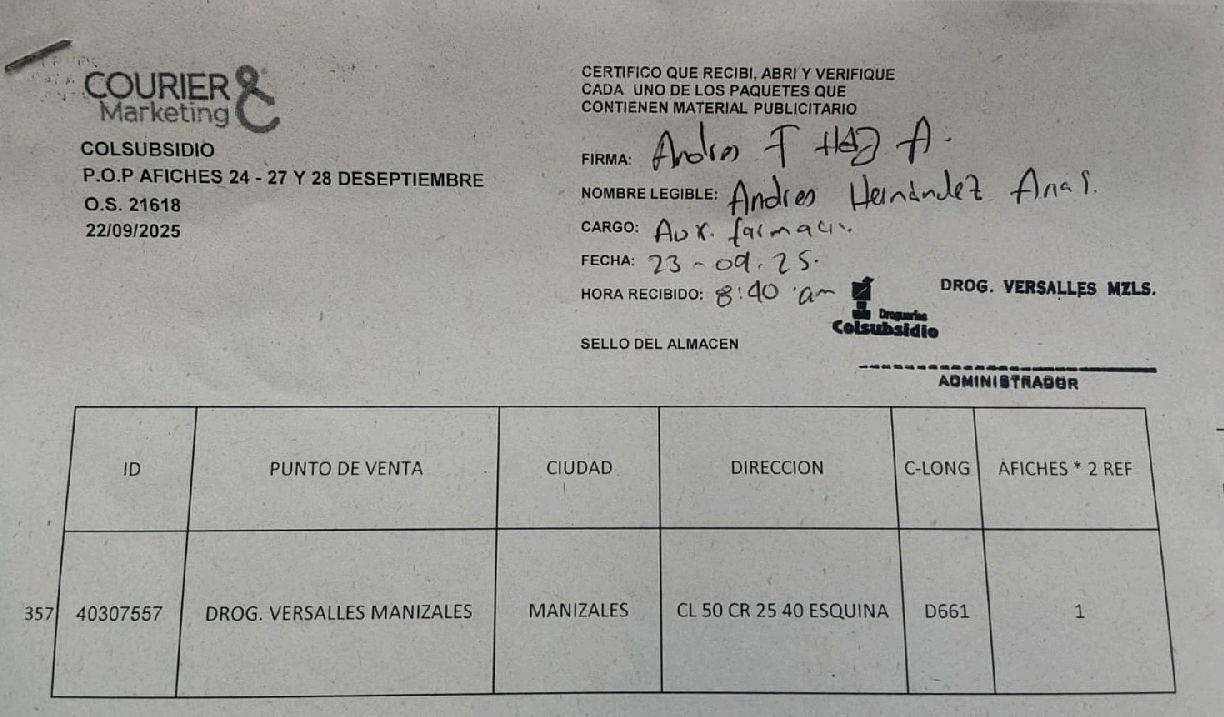 COURIER &
Marketing
COLSUBSIDIO
P.O.P AFICHES 24 - 27 Y 28 DESEPTIEMBRE
O.S. 21618
22/09/2025
CERTIFICO QUE RECIBI, ABRI Y VERIFIQUE
CADA UNO DE LOS PAQUETES QUE
CONTIENEN MATERIAL PUBLICITARIO
FIRMA: Andres F
NOMBRE LEGIBLE: Andres Hernández
CARGO: Aux. farmacia
FECHA: 23-09.25.
HORA RECIBIDO: 8:40 am
DROG. VERSALLES MZLS.
Droguerías
Colsubsidio
SELLO DEL ALMACEN
ADMINISTRADOR
ID PUNTO DE VENTA CIUDAD DIRECCION C-LONG AFICHES * 2 REF
357 40307557 DROG. VERSALLES MANIZALES MANIZALES CL 50 CR 25 40 ESQUINA D661 1